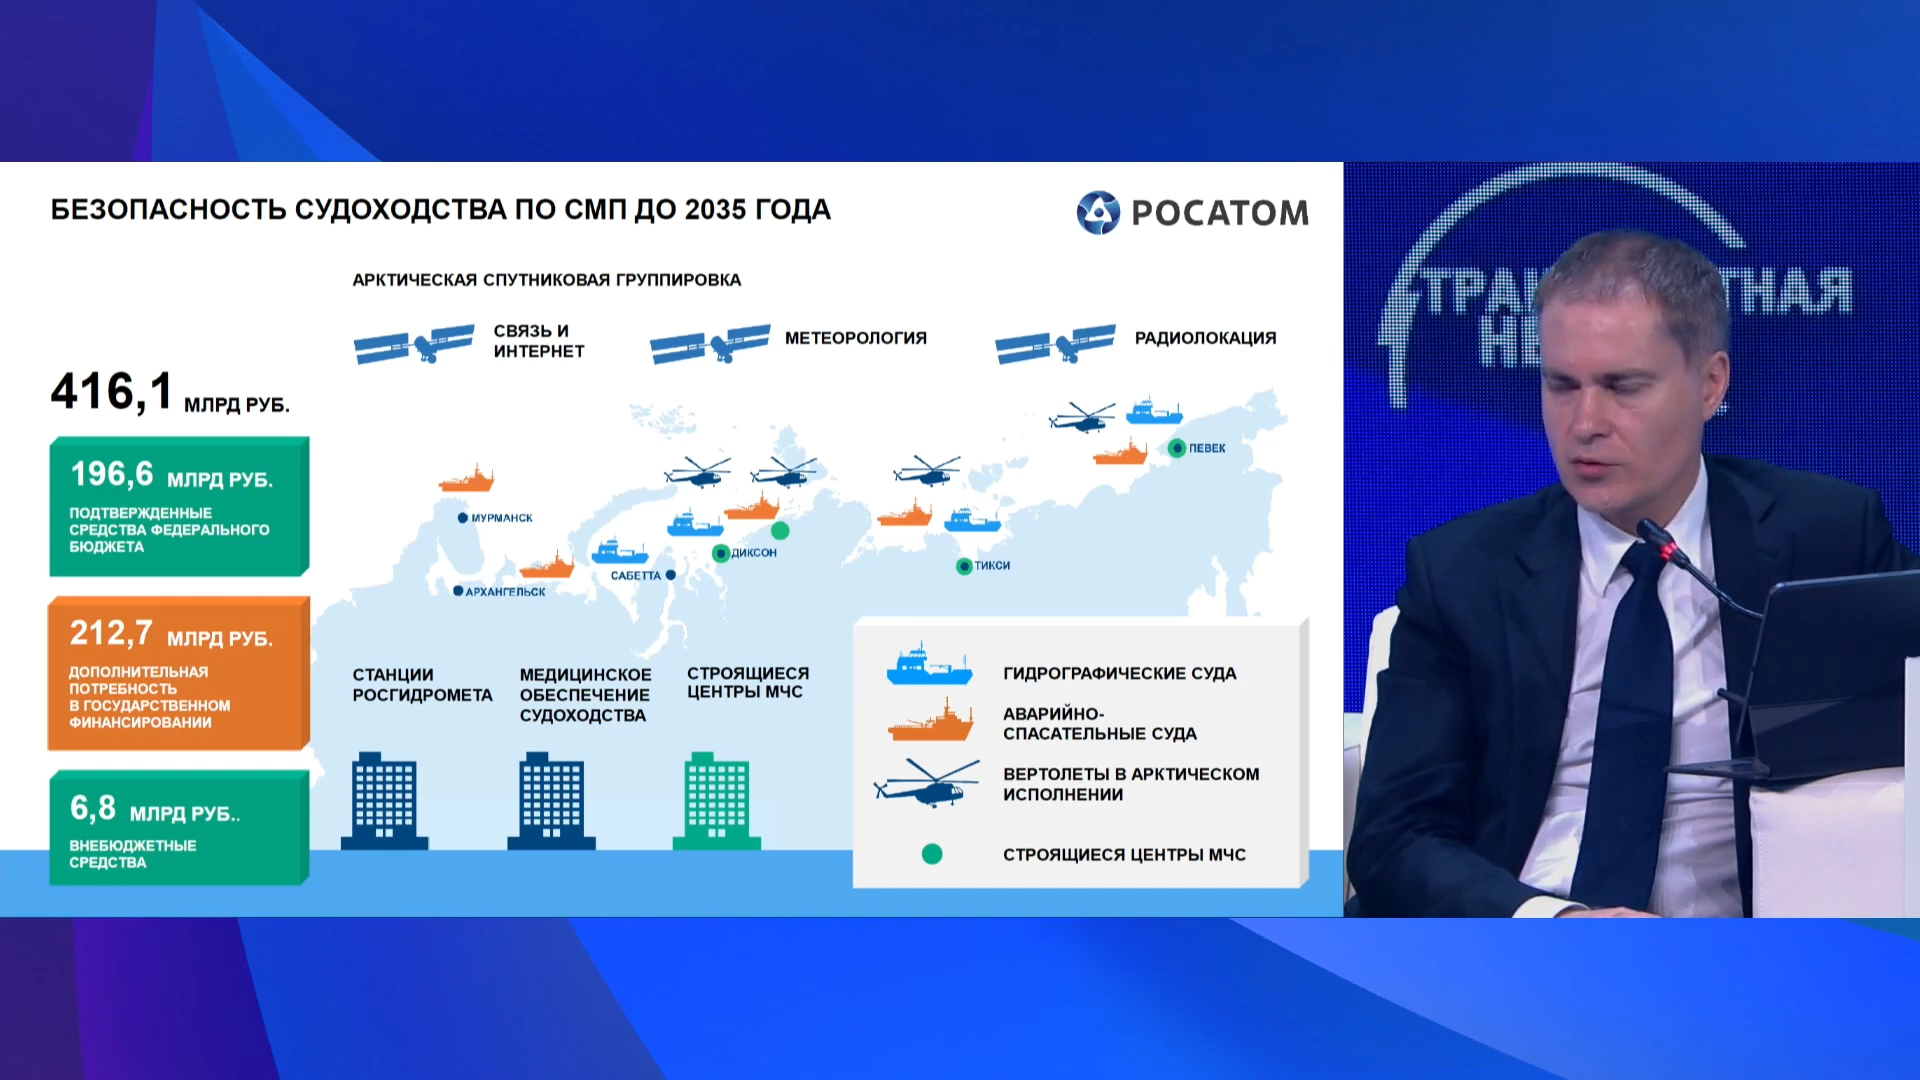 БЕЗОПАСНОСТЬ СУДОХОДСТВА ПО СМП ДО 2035 ГОДА
РОСАТОМ
АРКТИЧЕСКАЯ СПУТНИКОВАЯ ГРУППИРОВКА
СВЯЗЬ И
ИНТЕРНЕТ
МЕТЕОРОЛОГИЯ
РАДИОЛОКАЦИЯ
416,1 МЛРД РУБ.
196,6 МЛРД РУБ.
ПОДТВЕРЖДЕННЫЕ
СРЕДСТВА ФЕДЕРАЛЬНОГО
БЮДЖЕТА
212,7 МЛРД РУБ.
ДОПОЛНИТЕЛЬНАЯ
ПОТРЕБНОСТЬ
В ГОСУДАРСТВЕННОМ
ФИНАНСИРОВАНИИ
6,8 МЛРД РУБ..
ВНЕБЮДЖЕТНЫЕ
СРЕДСТВА
МУРМАНСК
АРХАНГЕЛЬСК
САБЕТТА
ДИКСОН
ТИКСИ
ПЕВЕК
СТАНЦИИ
РОСГИДРОМЕТА
МЕДИЦИНСКОЕ
ОБЕСПЕЧЕНИЕ
СУДОХОДСТВА
СТРОЯЩИЕСЯ
ЦЕНТРЫ МЧС
ГИДРОГРАФИЧЕСКИЕ СУДА
АВАРИЙНО-
СПАСАТЕЛЬНЫЕ СУДА
ВЕРТОЛЕТЫ В АРКТИЧЕСКОМ
ИСПОЛНЕНИИ
СТРОЯЩИЕСЯ ЦЕНТРЫ МЧС